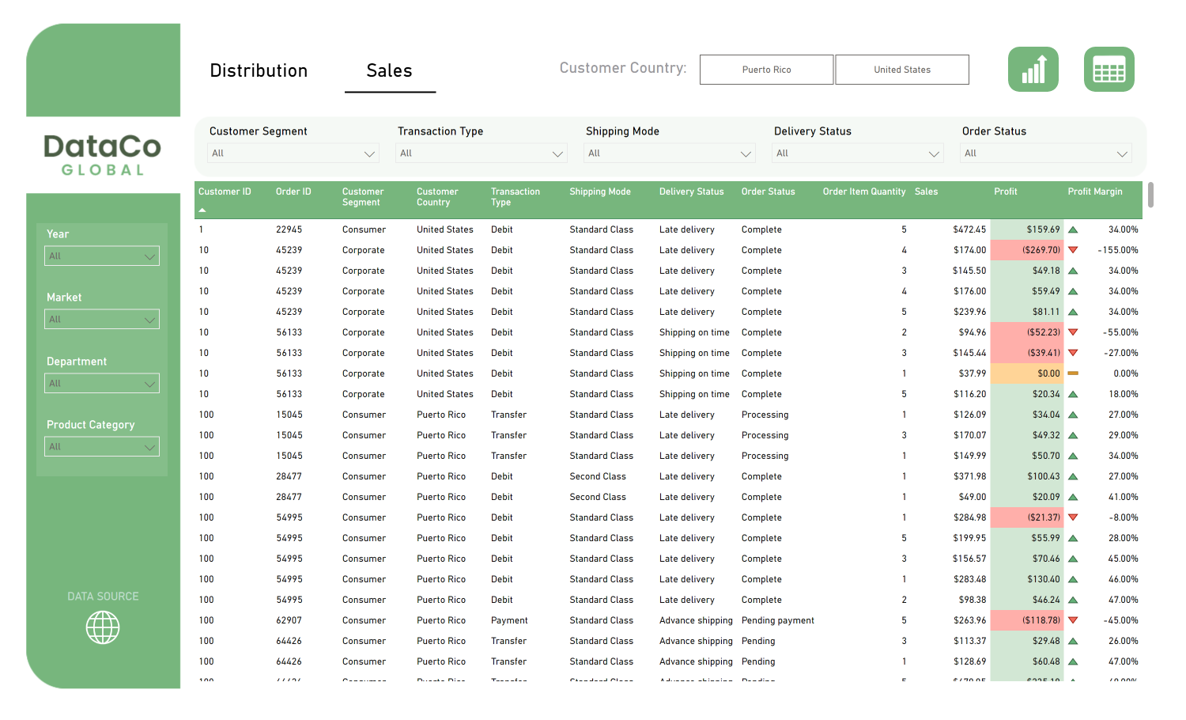 Distribution
Sales
Customer Country:
Puerto Rico
United States
DataCo
GLOBAL
Customer Segment Transaction Type Shipping Mode Delivery Status Order Status
All All All All All
Year
All
Market
All
Department
All
Product Category
All
DATA SOURCE
Customer ID Order ID Customer Segment Customer Country Transaction Type Shipping Mode Delivery Status Order Status Order Item Quantity Sales Profit Profit Margin
1 22945 Consumer United States Debit Standard Class Late delivery Complete 5 $472.45 $159.69 34.00%
10 45239 Corporate United States Debit Standard Class Late delivery Complete 4 $174.00 ($269.70) -155.00%
10 45239 Corporate United States Debit Standard Class Late delivery Complete 3 $145.50 $49.18 34.00%
10 45239 Corporate United States Debit Standard Class Late delivery Complete 4 $176.00 $59.49 34.00%
10 45239 Corporate United States Debit Standard Class Late delivery Complete 5 $239.96 $81.11 34.00%
10 56133 Corporate United States Debit Standard Class Shipping on time Complete 2 $94.96 ($52.23) -55.00%
10 56133 Corporate United States Debit Standard Class Shipping on time Complete 3 $145.44 ($39.41) -27.00%
10 56133 Corporate United States Debit Standard Class Shipping on time Complete 1 $37.99 $0.00 0.00%
10 56133 Corporate United States Debit Standard Class Shipping on time Complete 5 $116.20 $20.34 18.00%
100 15045 Consumer Puerto Rico Transfer Standard Class Late delivery Processing 1 $126.09 $34.04 27.00%
100 15045 Consumer Puerto Rico Transfer Standard Class Late delivery Processing 3 $170.07 $49.32 29.00%
100 15045 Consumer Puerto Rico Transfer Standard Class Late delivery Processing 1 $149.99 $50.70 34.00%
100 28477 Consumer Puerto Rico Debit Second Class Late delivery Complete 1 $371.98 $100.43 27.00%
100 28477 Consumer Puerto Rico Debit Second Class Late delivery Complete 1 $49.00 $20.09 41.00%
100 54995 Consumer Puerto Rico Debit Standard Class Late delivery Complete 1 $284.98 ($21.37) -8.00%
100 54995 Consumer Puerto Rico Debit Standard Class Late delivery Complete 5 $199.95 $55.99 28.00%
100 54995 Consumer Puerto Rico Debit Standard Class Late delivery Complete 3 $156.57 $70.46 45.00%
100 54995 Consumer Puerto Rico Debit Standard Class Late delivery Complete 1 $283.48 $130.40 46.00%
100 54995 Consumer Puerto Rico Debit Standard Class Late delivery Complete 2 $98.38 $46.24 47.00%
100 62907 Consumer Puerto Rico Payment Standard Class Advance shipping Pending payment 5 $263.96 ($118.78) -45.00%
100 64426 Consumer Puerto Rico Transfer Standard Class Advance shipping Pending 3 $113.37 $29.48 26.00%
100 64426 Consumer Puerto Rico Transfer Standard Class Advance shipping Pending 1 $128.69 $60.48 47.00%